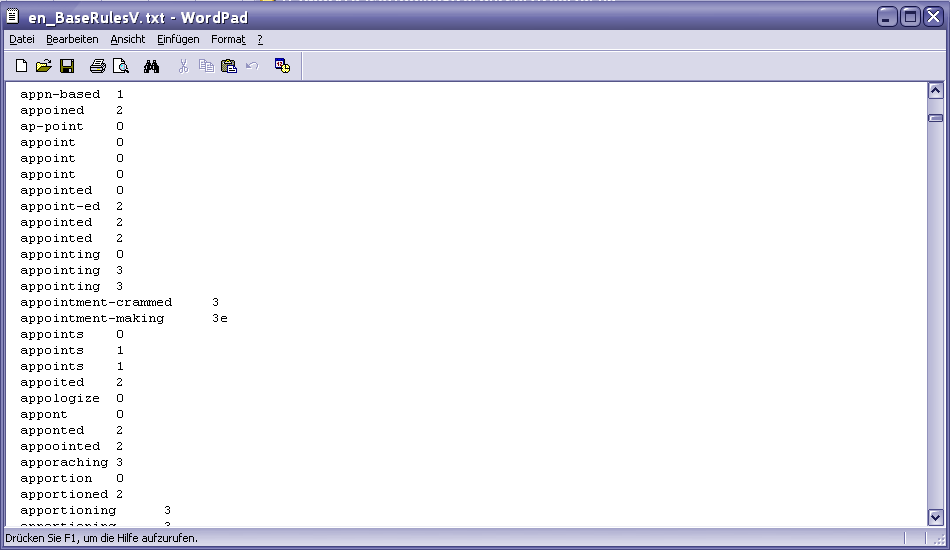 en_BaseRulesV.txt - WordPad
Datei Bearbeiten Ansicht Einfügen Format ?
appn-based 1
appoined 2
ap-point 0
appoint 0
appoint 0
appoint 0
appointed 0
appoint-ed 2
appointed 2
appointed 2
appointing 0
appointing 3
appointing 3
appointment-crammed 3
appointment-making 3e
appoints 0
appoints 1
appoints 1
appoited 2
appologize 0
appont 0
apponted 2
appoointed 2
apporaching 3
apportion 0
apportioned 2
apportioning 3
apportioning 3
Drücken Sie F1, um die Hilfe aufzurufen.